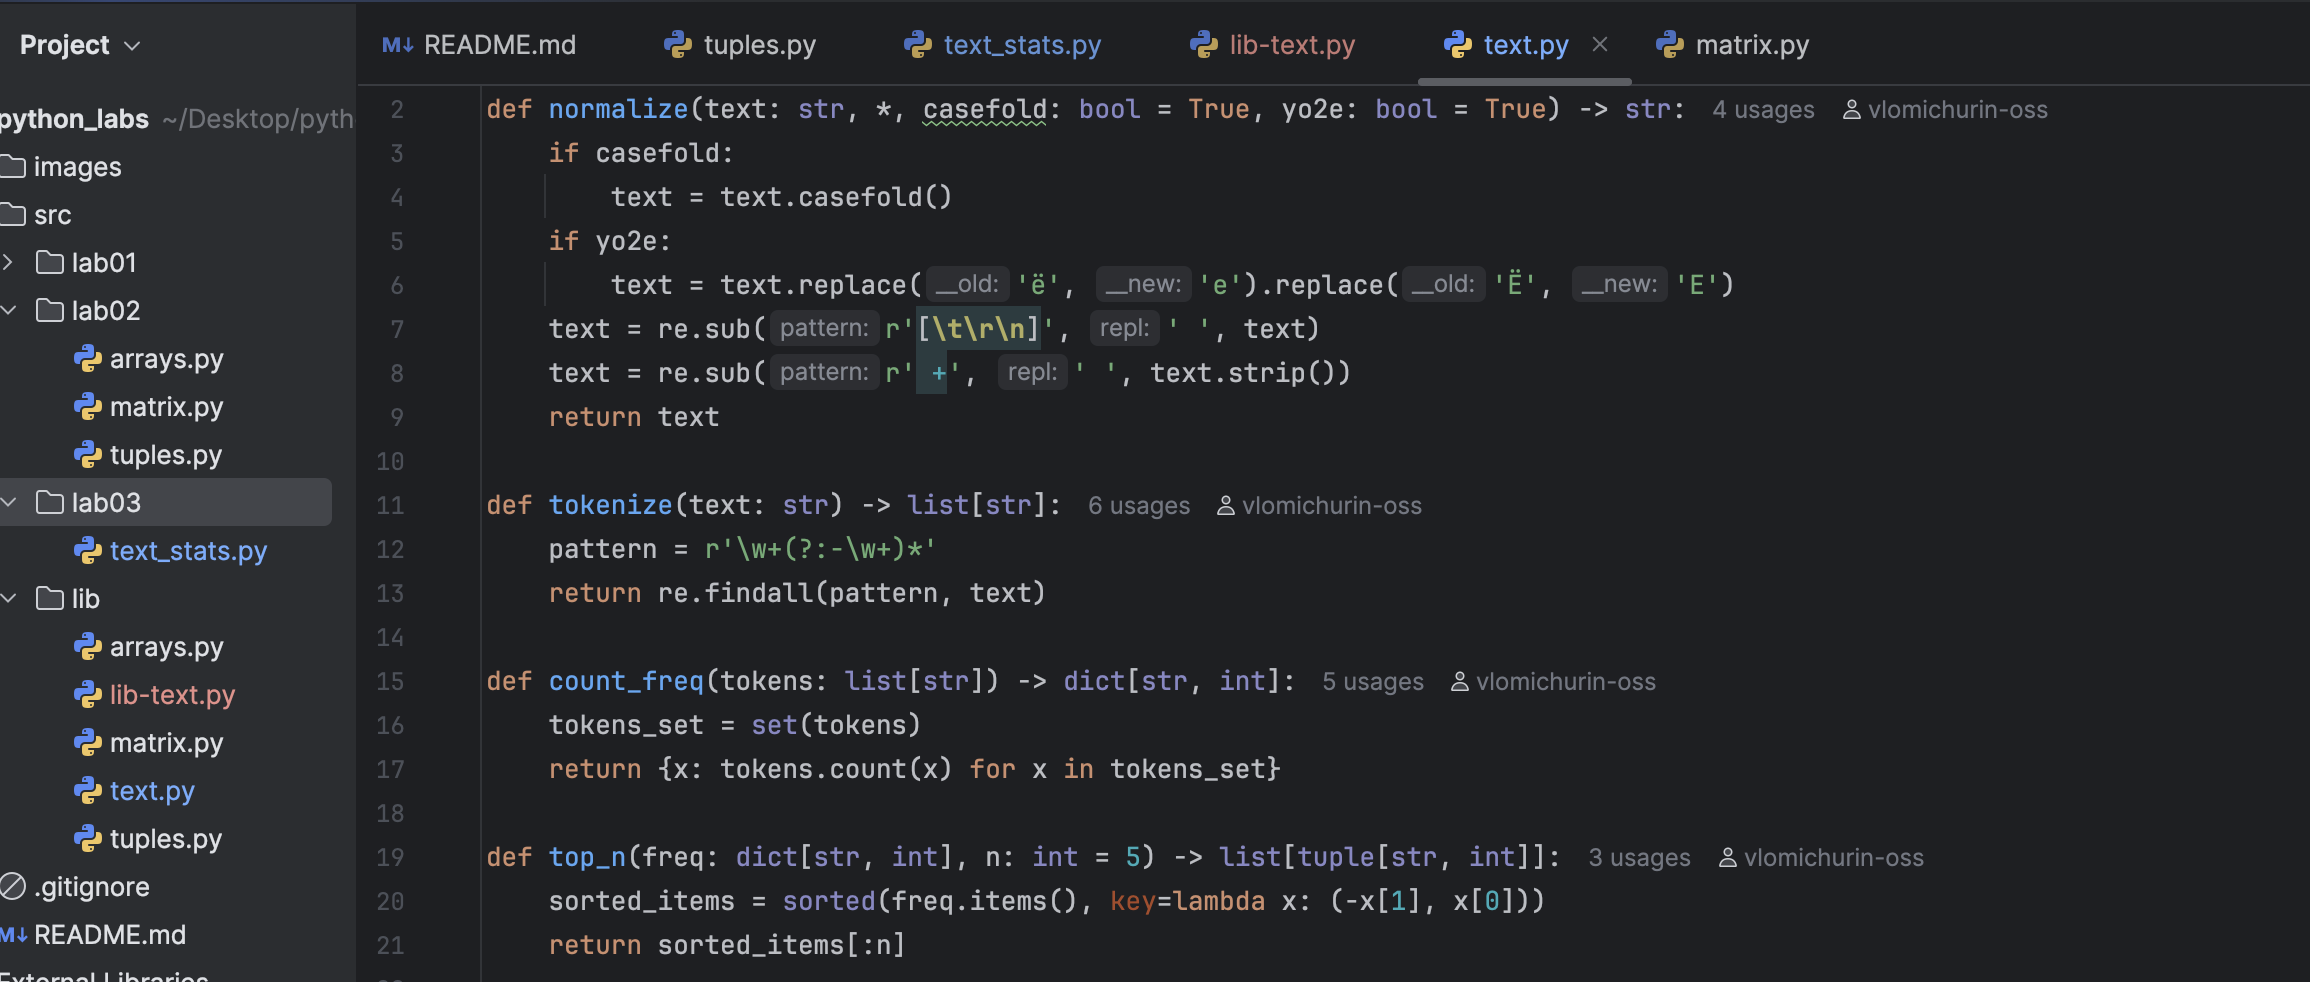 Project
M↓ README.md tuples.py text_stats.py lib-text.py text.py matrix.py
python_labs ~/Desktop/pyth
images
src
lab01
lab02
arrays.py
matrix.py
tuples.py
lab03
text_stats.py
lib
arrays.py
lib-text.py
matrix.py
text.py
tuples.py
.gitignore
M↓ README.md
External Libraries
2 def normalize(text: str, *, casefold: bool = True, yo2e: bool = True) -> str: 4 usages vlomichurin-oss
3     if casefold:
4         text = text.casefold()
5     if yo2e:
6         text = text.replace(__old: 'ё', __new: 'е').replace(__old: 'Ё', __new: 'Е')
7     text = re.sub(pattern: r'[\t\r\n]', repl: ' ', text)
8     text = re.sub(pattern: r' +', repl: ' ', text.strip())
9     return text
10
11 def tokenize(text: str) -> list[str]: 6 usages vlomichurin-oss
12     pattern = r'\w+(?:-\w+)*'
13     return re.findall(pattern, text)
14
15 def count_freq(tokens: list[str]) -> dict[str, int]: 5 usages vlomichurin-oss
16     tokens_set = set(tokens)
17     return {x: tokens.count(x) for x in tokens_set}
18
19 def top_n(freq: dict[str, int], n: int = 5) -> list[tuple[str, int]]: 3 usages vlomichurin-oss
20     sorted_items = sorted(freq.items(), key=lambda x: (-x[1], x[0]))
21     return sorted_items[:n]